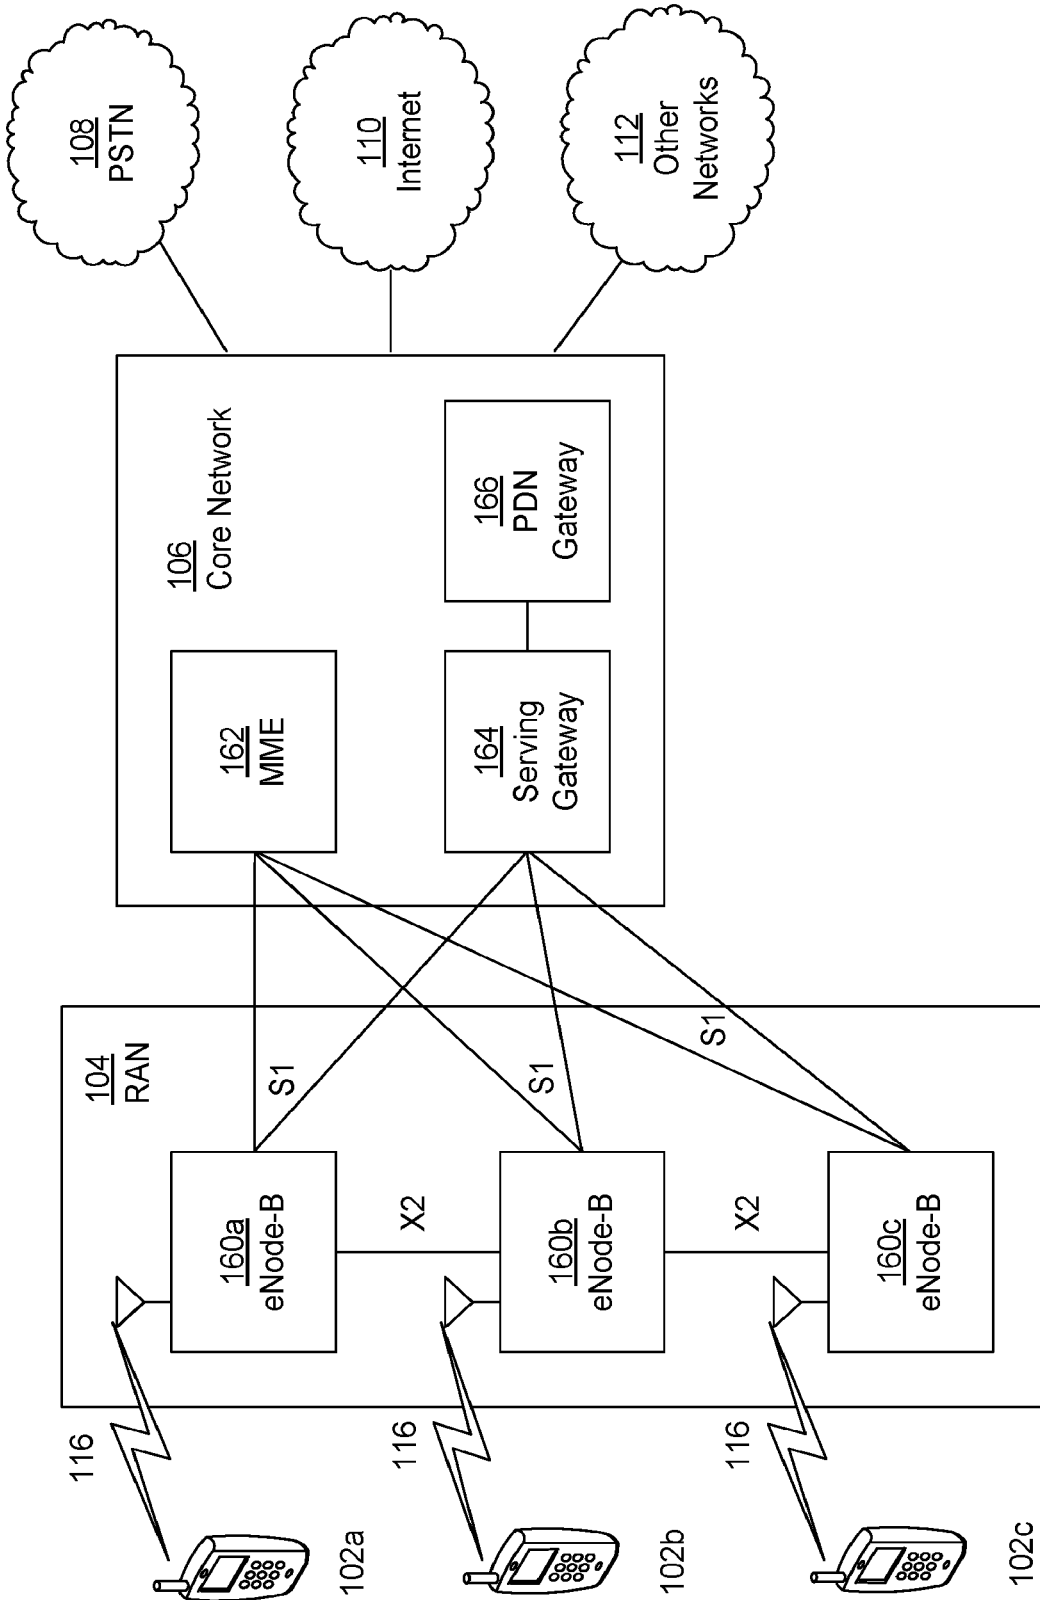 108
PSTN
110
Internet
112
Other
Networks
106
Core Network
162
MME
164
Serving
Gateway
166
PDN
Gateway
104
RAN
S1
S1
S1
160a
eNode-B
X2
160b
eNode-B
X2
160c
eNode-B
116
116
116
102a
102b
102c